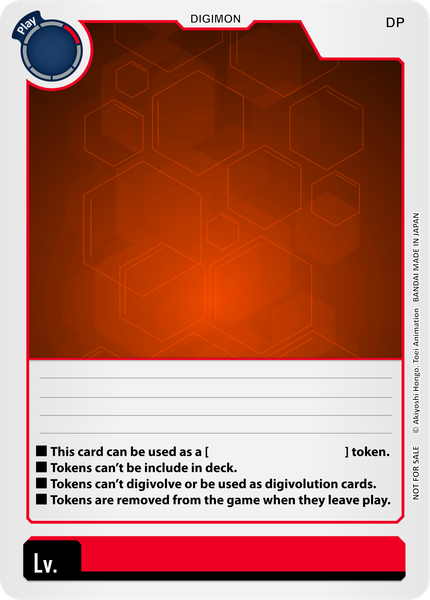 Play
DIGIMON
DP
■ This card can be used as a [ ] token.
■ Tokens can't be include in deck.
■ Tokens can't digivolve or be used as digivolution cards.
■ Tokens are removed from the game when they leave play.
NOT FOR SALE © Akiyoshi Hongo, Toei Animation BANDAI MADE IN JAPAN
Lv.